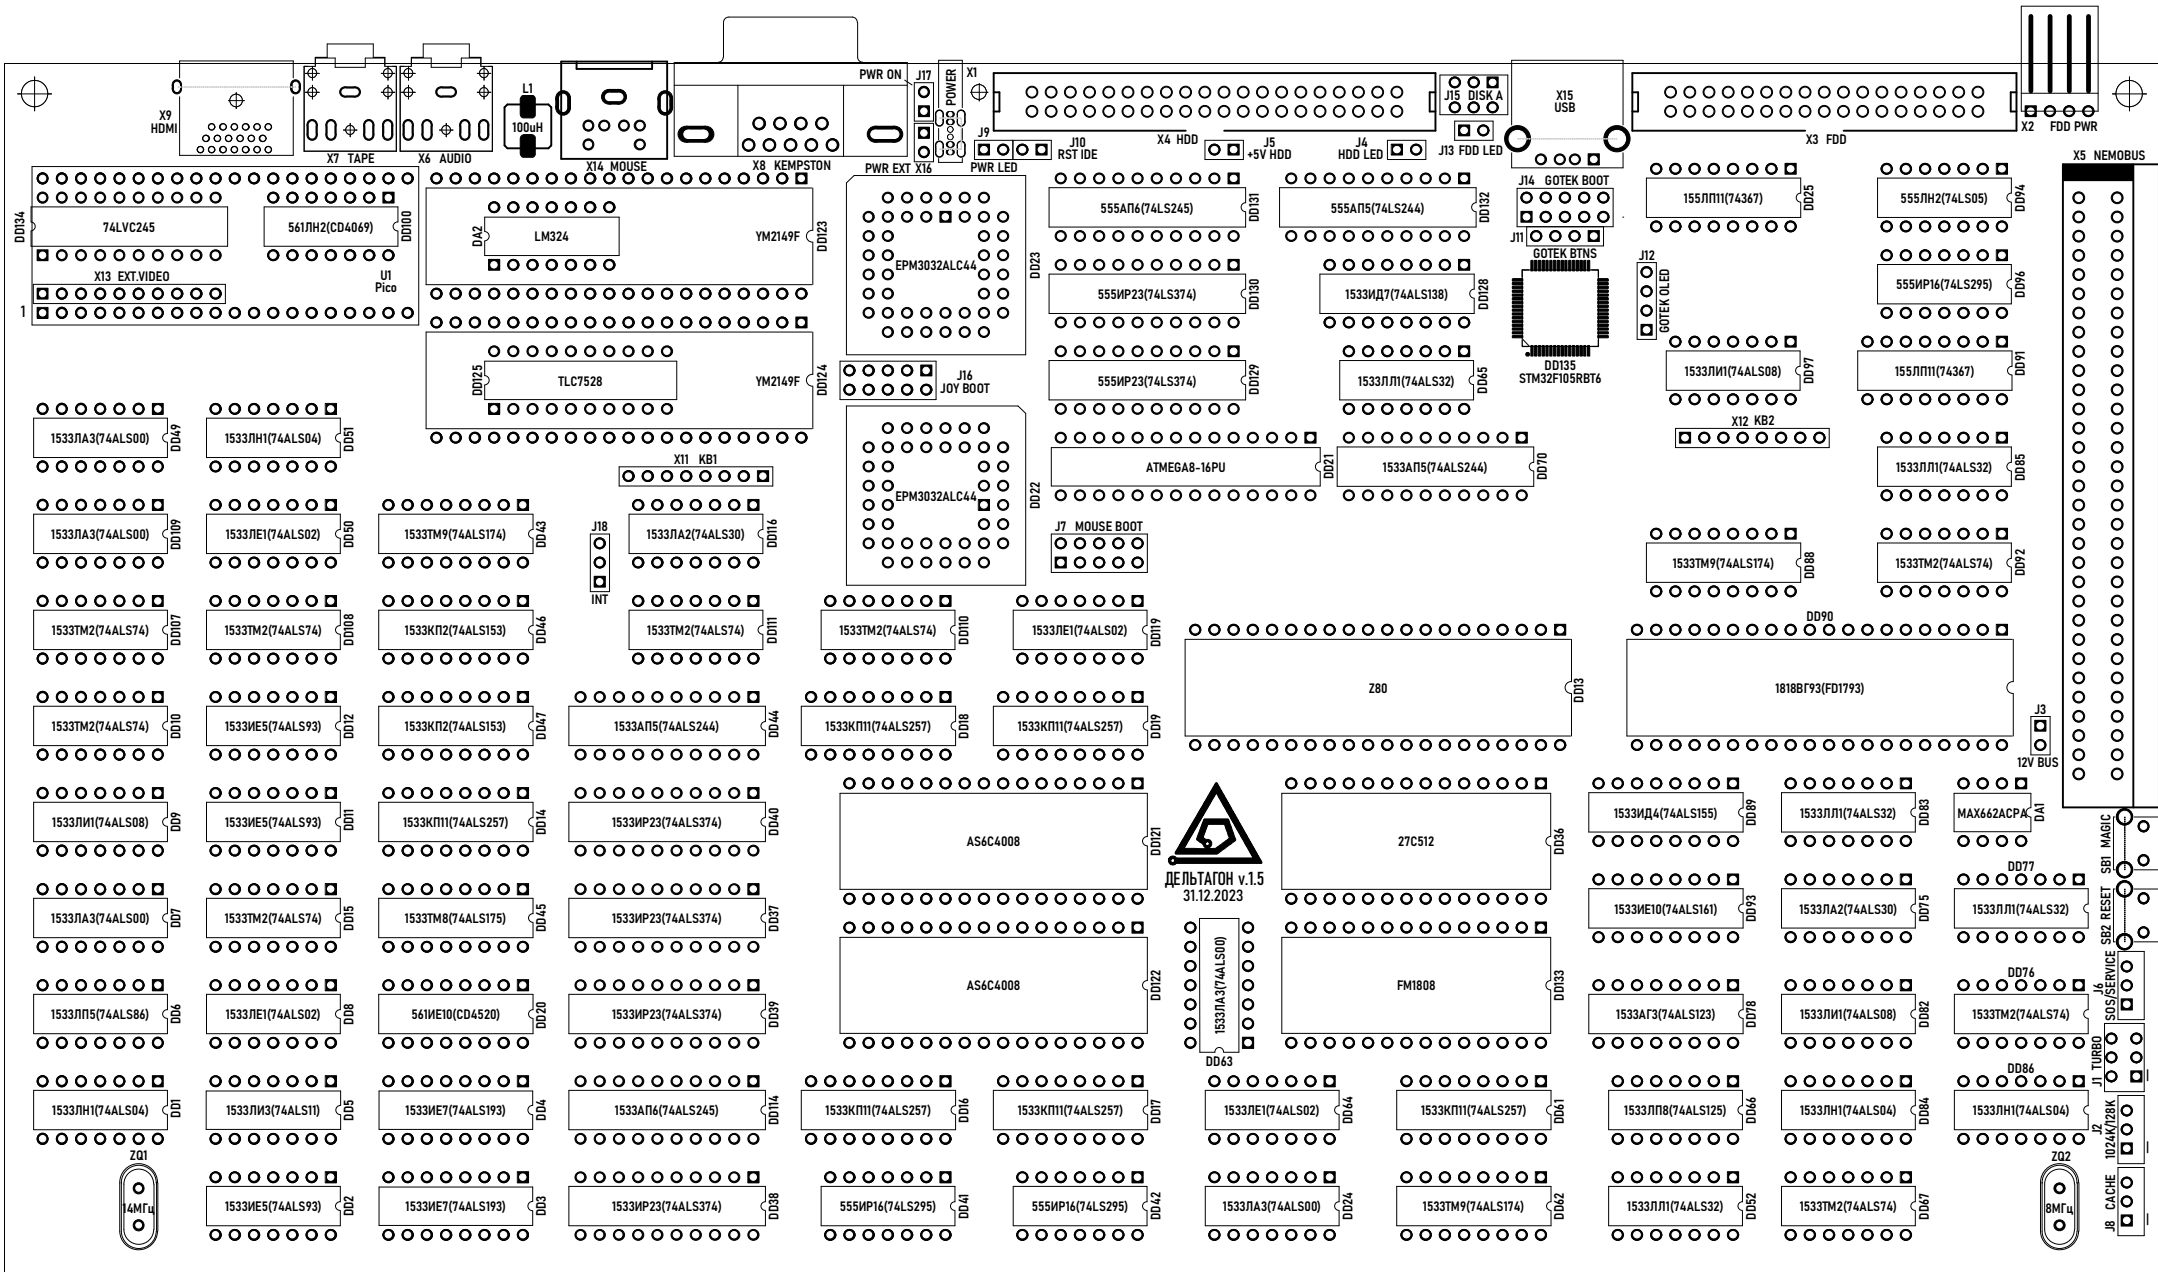 X9
HDMI
X7 TAPE
X6 AUDIO
L1
100uH
X14 MOUSE
X8 KEMPSTON
PWR ON
J17
POWER
X1
PWR EXT X16
J9
PWR LED
J10
RST IDE
X4 HDD
J5
+5V HDD
J4
HDD LED
J15 DISK A
J13 FDD LED
X15
USB
X3 FDD
X2 FDD PWR
X5 NEMOBUS
DD134
74LVC245
561ЛН2(CD4069)
DD100
X13 EXT.VIDEO
U1
Pico
1
DA2
LM324
YM2149F
DD123
EPM3032ALC44
DD23
555АП6(74LS245)
DD131
555АП5(74LS244)
DD132
J14 GOTEK BOOT
J11
GOTEK BTNS
155ЛП11(74367)
DD25
555ЛН2(74LS05)
DD94
555ИР23(74LS374)
DD130
1533ИД7(74ALS138)
DD128
J12
GOTEK OLED
555ИР16(74LS295)
DD96
DD125
TLC7528
YM2149F
DD124
J16
JOY BOOT
555ИР23(74LS374)
DD129
1533ЛЛ1(74ALS32)
DD65
DD135
STM32F105RBT6
1533ЛИ1(74ALS08)
DD97
155ЛП11(74367)
DD91
1533ЛА3(74ALS00)
DD49
1533ЛН1(74ALS04)
DD51
X11 KB1
EPM3032ALC44
DD22
ATMEGA8-16PU
DD21
1533АП5(74ALS244)
DD70
X12 KB2
1533ЛЛ1(74ALS32)
DD85
1533ЛА3(74ALS00)
DD109
1533ЛЕ1(74ALS02)
DD50
1533ТМ9(74ALS174)
DD43
J18
INT
1533ЛА2(74ALS30)
DD116
J7 MOUSE BOOT
1533ТМ9(74ALS174)
DD88
1533ТМ2(74ALS74)
DD92
1533ТМ2(74ALS74)
DD107
1533ТМ2(74ALS74)
DD108
1533КП2(74ALS153)
DD46
1533ТМ2(74ALS74)
DD111
1533ТМ2(74ALS74)
DD110
1533ЛЕ1(74ALS02)
DD119
Z80
DD13
DD90
1818ВГ93(FD1793)
1533ТМ2(74ALS74)
DD10
1533ИЕ5(74ALS93)
DD12
1533КП2(74ALS153)
DD47
1533АП5(74ALS244)
DD44
1533КП11(74ALS257)
DD18
1533КП11(74ALS257)
DD19
J3
12V BUS
1533ЛИ1(74ALS08)
DD9
1533ИЕ5(74ALS93)
DD11
1533КП11(74ALS257)
DD14
1533ИР23(74ALS374)
DD40
AS6C4008
DD121
ДЕЛЬТАГОН v.1.5
31.12.2023
27C512
DD36
1533ИД4(74ALS155)
DD89
1533ЛЛ1(74ALS32)
DD83
MAX662ACPA
DA1
SB1 MAGIC
1533ЛА3(74ALS00)
DD7
1533ТМ2(74ALS74)
DD15
1533ТМ8(74ALS175)
DD45
1533ИР23(74ALS374)
DD37
1533ИЕ10(74ALS161)
DD93
1533ЛА2(74ALS30)
DD75
DD77
1533ЛЛ1(74ALS32)
SB2 RESET
1533ЛП5(74ALS86)
DD6
1533ЛЕ1(74ALS02)
DD8
561ИЕ10(CD4520)
DD20
1533ИР23(74ALS374)
DD39
AS6C4008
DD122
1533ЛА3(74ALS00)
DD63
FM1808
DD133
1533АГ3(74ALS123)
DD78
1533ЛИ1(74ALS08)
DD82
DD76
1533ТМ2(74ALS74)
J6
SOS/SERVICE
1533ЛН1(74ALS04)
DD1
1533ЛИ3(74ALS11)
DD5
1533ИЕ7(74ALS193)
DD4
1533АП6(74ALS245)
DD114
1533КП11(74ALS257)
DD16
1533КП11(74ALS257)
DD17
1533ЛЕ1(74ALS02)
DD64
1533КП11(74ALS257)
DD61
1533ЛП8(74ALS125)
DD66
1533ЛН1(74ALS04)
DD84
DD86
1533ЛН1(74ALS04)
J1 TURBO
J2
1024K/128K
ZQ1
14МГц
1533ИЕ5(74ALS93)
DD2
1533ИЕ7(74ALS193)
DD3
1533ИР23(74ALS374)
DD38
555ИР16(74LS295)
DD41
555ИР16(74LS295)
DD42
1533ЛА3(74ALS00)
DD24
1533ТМ9(74ALS174)
DD62
1533ЛЛ1(74ALS32)
DD52
1533ТМ2(74ALS74)
DD67
ZQ2
8МГц
J8 CACHE